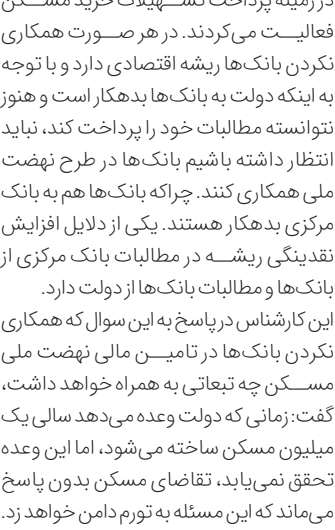 در زمینه پرداخت تسهیلات خرید مسکن
فعالیت می‌کردند. در هر صورت همکاری
نکردن بانک‌ها ریشه اقتصادی دارد و با توجه
به اینکه دولت به بانک‌ها بدهکار است و هنوز
نتوانسته مطالبات خود را پرداخت کند، نباید
انتظار داشته باشیم بانک‌ها در طرح نهضت
ملی همکاری کنند. چراکه بانک‌ها هم به بانک
مرکزی بدهکار هستند. یکی از دلایل افزایش
نقدینگی ریشه در مطالبات بانک مرکزی از
بانک‌ها و مطالبات بانک‌ها از دولت دارد.
این کارشناس در پاسخ به این سوال که همکاری
نکردن بانک‌ها در تامین مالی نهضت ملی
مسکن چه تبعاتی به همراه خواهد داشت،
گفت: زمانی که دولت وعده می‌دهد سالی یک
میلیون مسکن ساخته می‌شود، اما این وعده
تحقق نمی‌یابد، تقاضای مسکن بدون پاسخ
می‌ماند که این مسئله به تورم دامن خواهد زد.